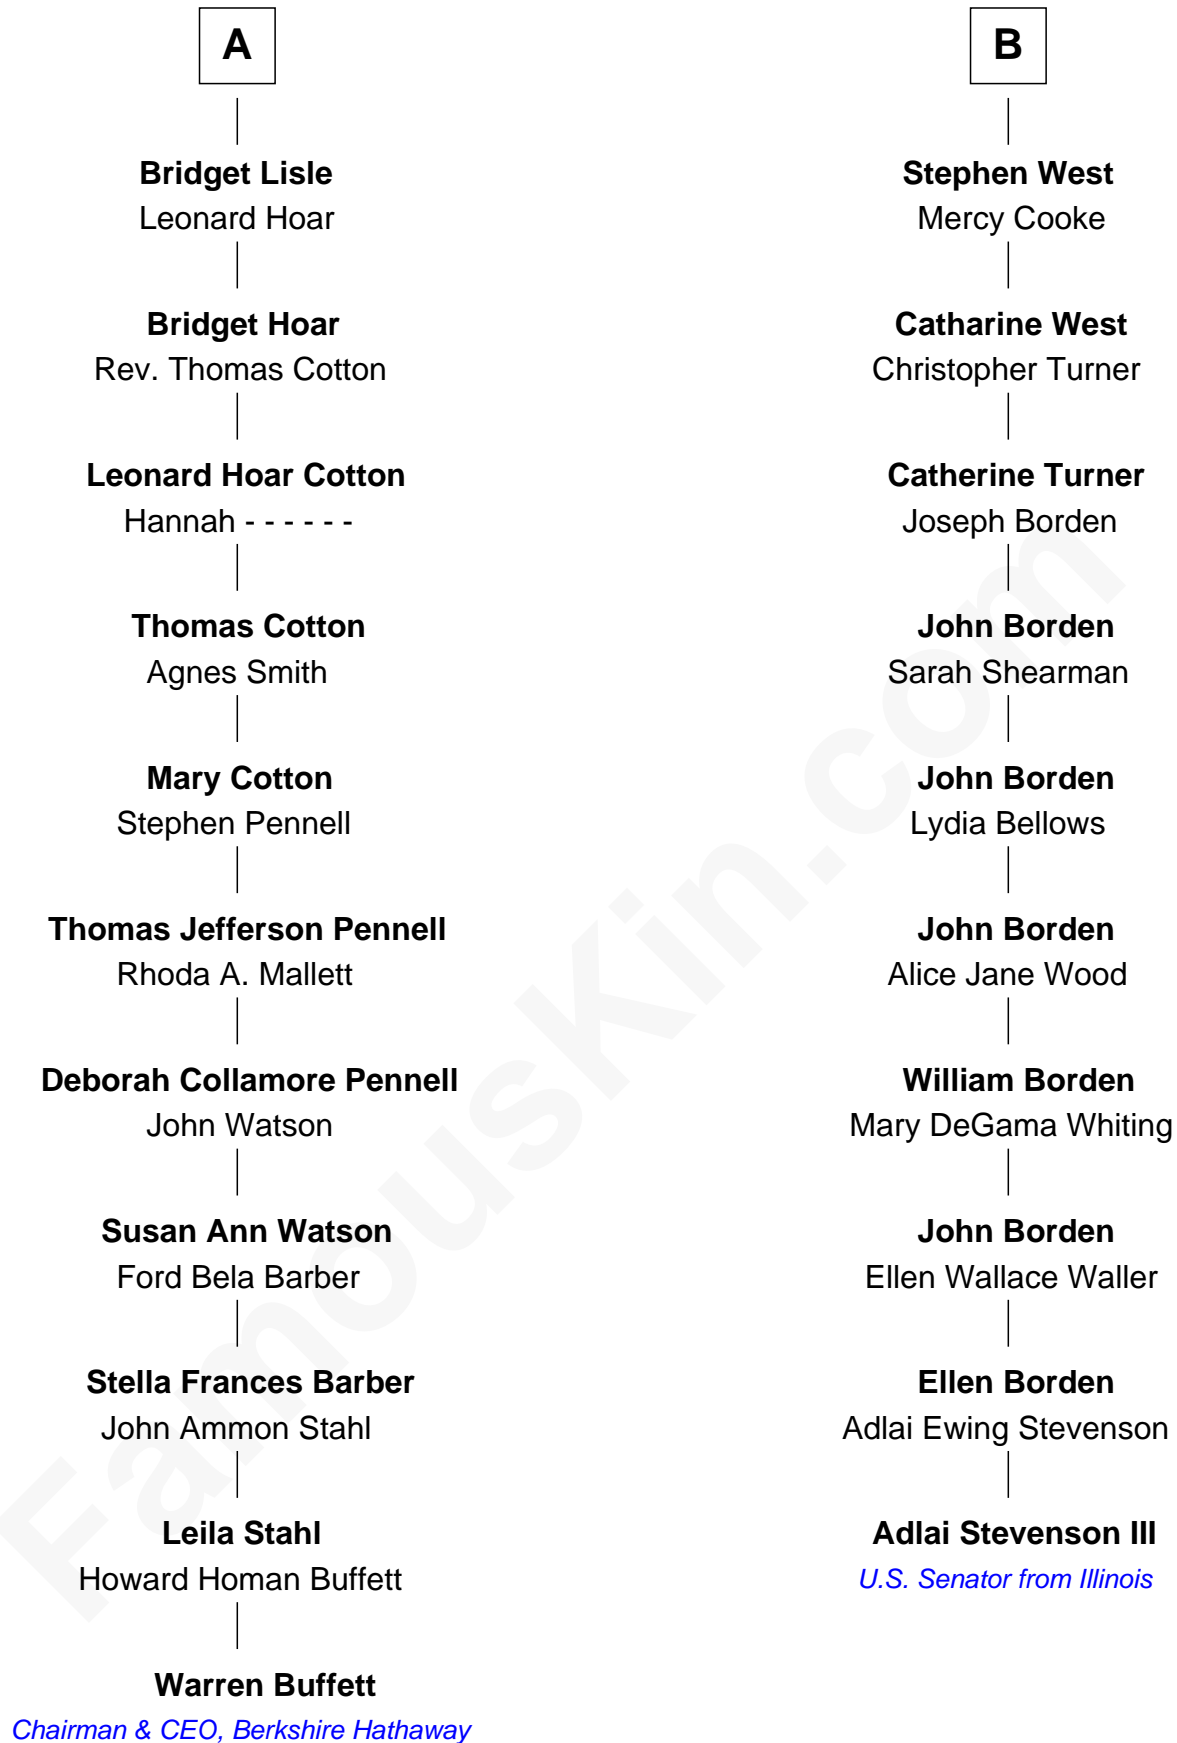 A
Bridget Lisle
Leonard Hoar
Bridget Hoar
Rev. Thomas Cotton
Leonard Hoar Cotton
Hannah - - - - - -
Thomas Cotton
Agnes Smith
Mary Cotton
Stephen Pennell
Thomas Jefferson Pennell
Rhoda A. Mallett
Deborah Collamore Pennell
John Watson
Susan Ann Watson
Ford Bela Barber
Stella Frances Barber
John Ammon Stahl
Leila Stahl
Howard Homan Buffett
Warren Buffett
Chairman & CEO, Berkshire Hathaway
B
Stephen West
Mercy Cooke
Catharine West
Christopher Turner
Catherine Turner
Joseph Borden
John Borden
Sarah Shearman
John Borden
Lydia Bellows
John Borden
Alice Jane Wood
William Borden
Mary DeGama Whiting
John Borden
Ellen Wallace Waller
Ellen Borden
Adlai Ewing Stevenson
Adlai Stevenson III
U.S. Senator from Illinois
FamousKin.com